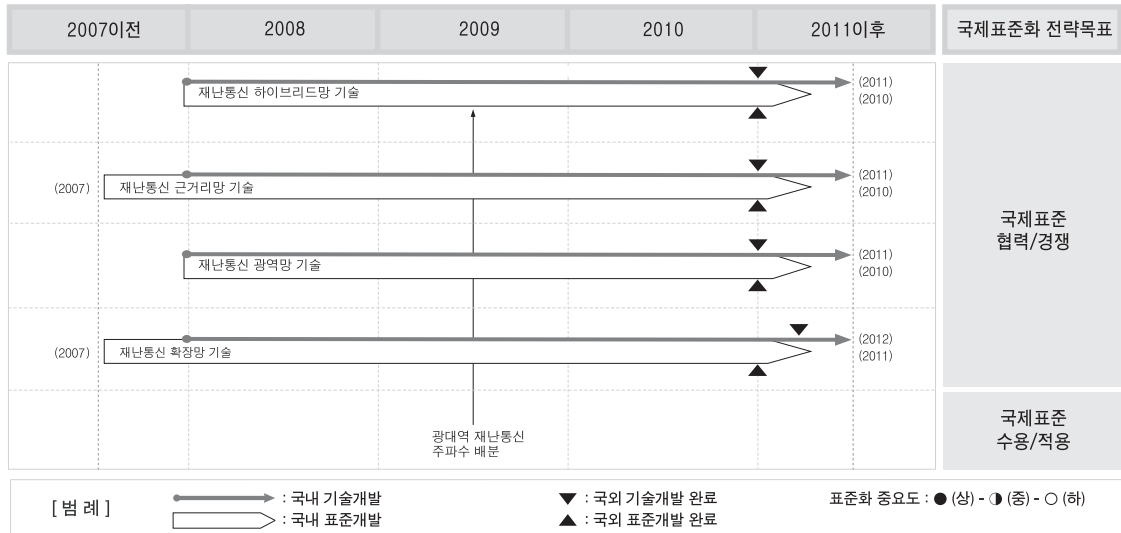 2007이전 2008 2009 2010 2011이후 국제표준화 전략목표
재난통신 하이브리드망 기술 (2011)
(2010)
(2007) 재난통신 근거리망 기술 (2011)
(2010)
국제표준
협력/경쟁
재난통신 광역망 기술 (2011)
(2010)
(2007) 재난통신 확장망 기술 (2012)
(2011)
광대역 재난통신
주파수 배분
국제표준
수용/적용
[ 범 례 ] : 국내 기술개발 : 국외 기술개발 완료 표준화 중요도 : ● (상) - ◑ (중) - ○ (하)
: 국내 표준개발 : 국외 표준개발 완료